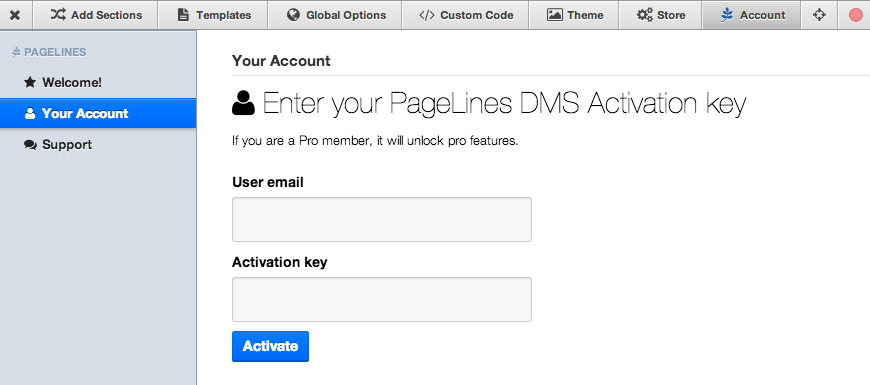 Add Sections Templates Global Options Custom Code Theme Store Account
PAGELINES
Welcome!
Your Account
Support
Your Account
Enter your PageLines DMS Activation key
If you are a Pro member, it will unlock pro features.
User email
Activation key
Activate